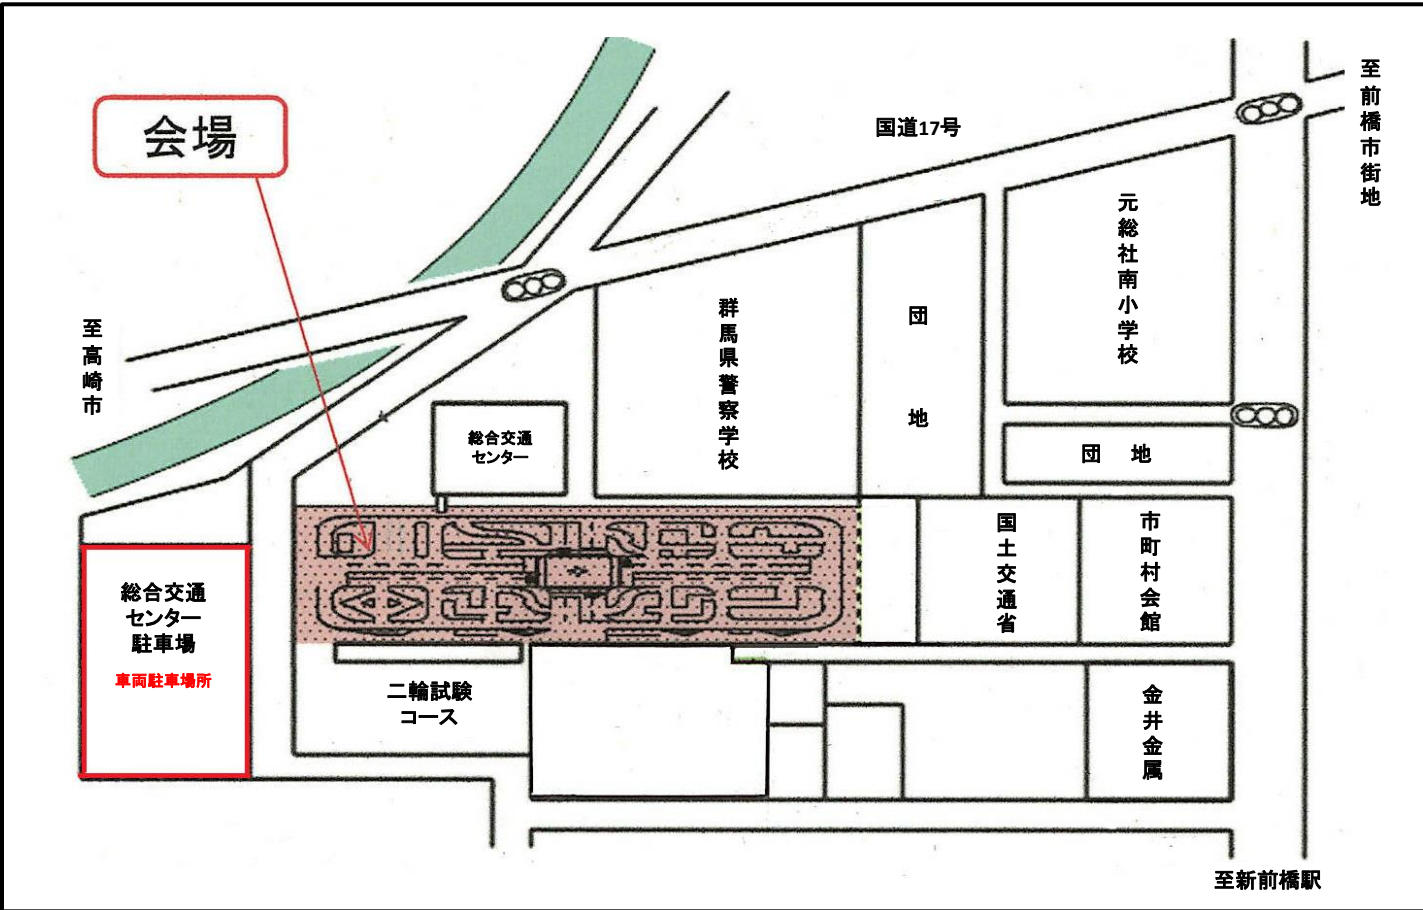 会場
国道17号
至前橋市街地
元総社南小学校
群馬県警察学校
団地
至高崎市
総合交通
センター
団 地
国土交通省
市町村会館
総合交通
センター
駐車場
車両駐車場所
二輪試験
コース
金井金属
至新前橋駅